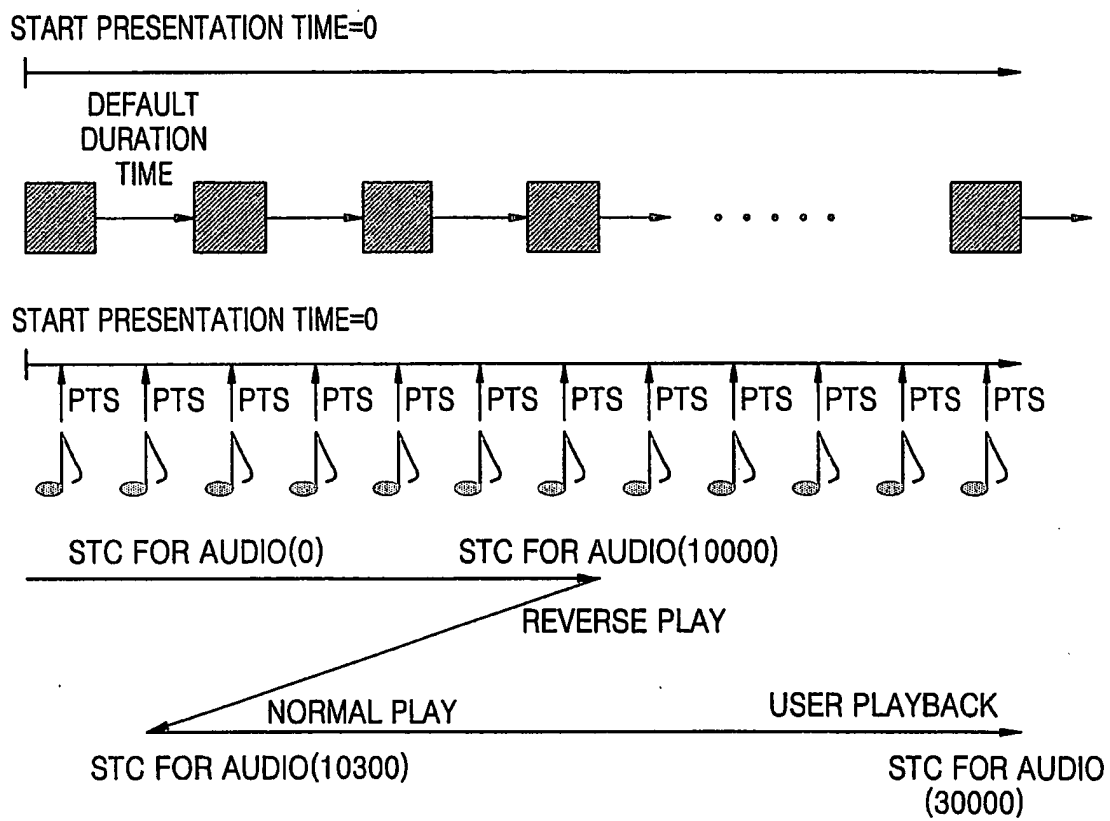 START PRESENTATION TIME=0
DEFAULT
DURATION
TIME
START PRESENTATION TIME=0
PTS PTS PTS PTS PTS PTS PTS PTS PTS PTS PTS PTS
STC FOR AUDIO(0) STC FOR AUDIO(10000)
REVERSE PLAY
NORMAL PLAY USER PLAYBACK
STC FOR AUDIO(10300) STC FOR AUDIO
(30000)